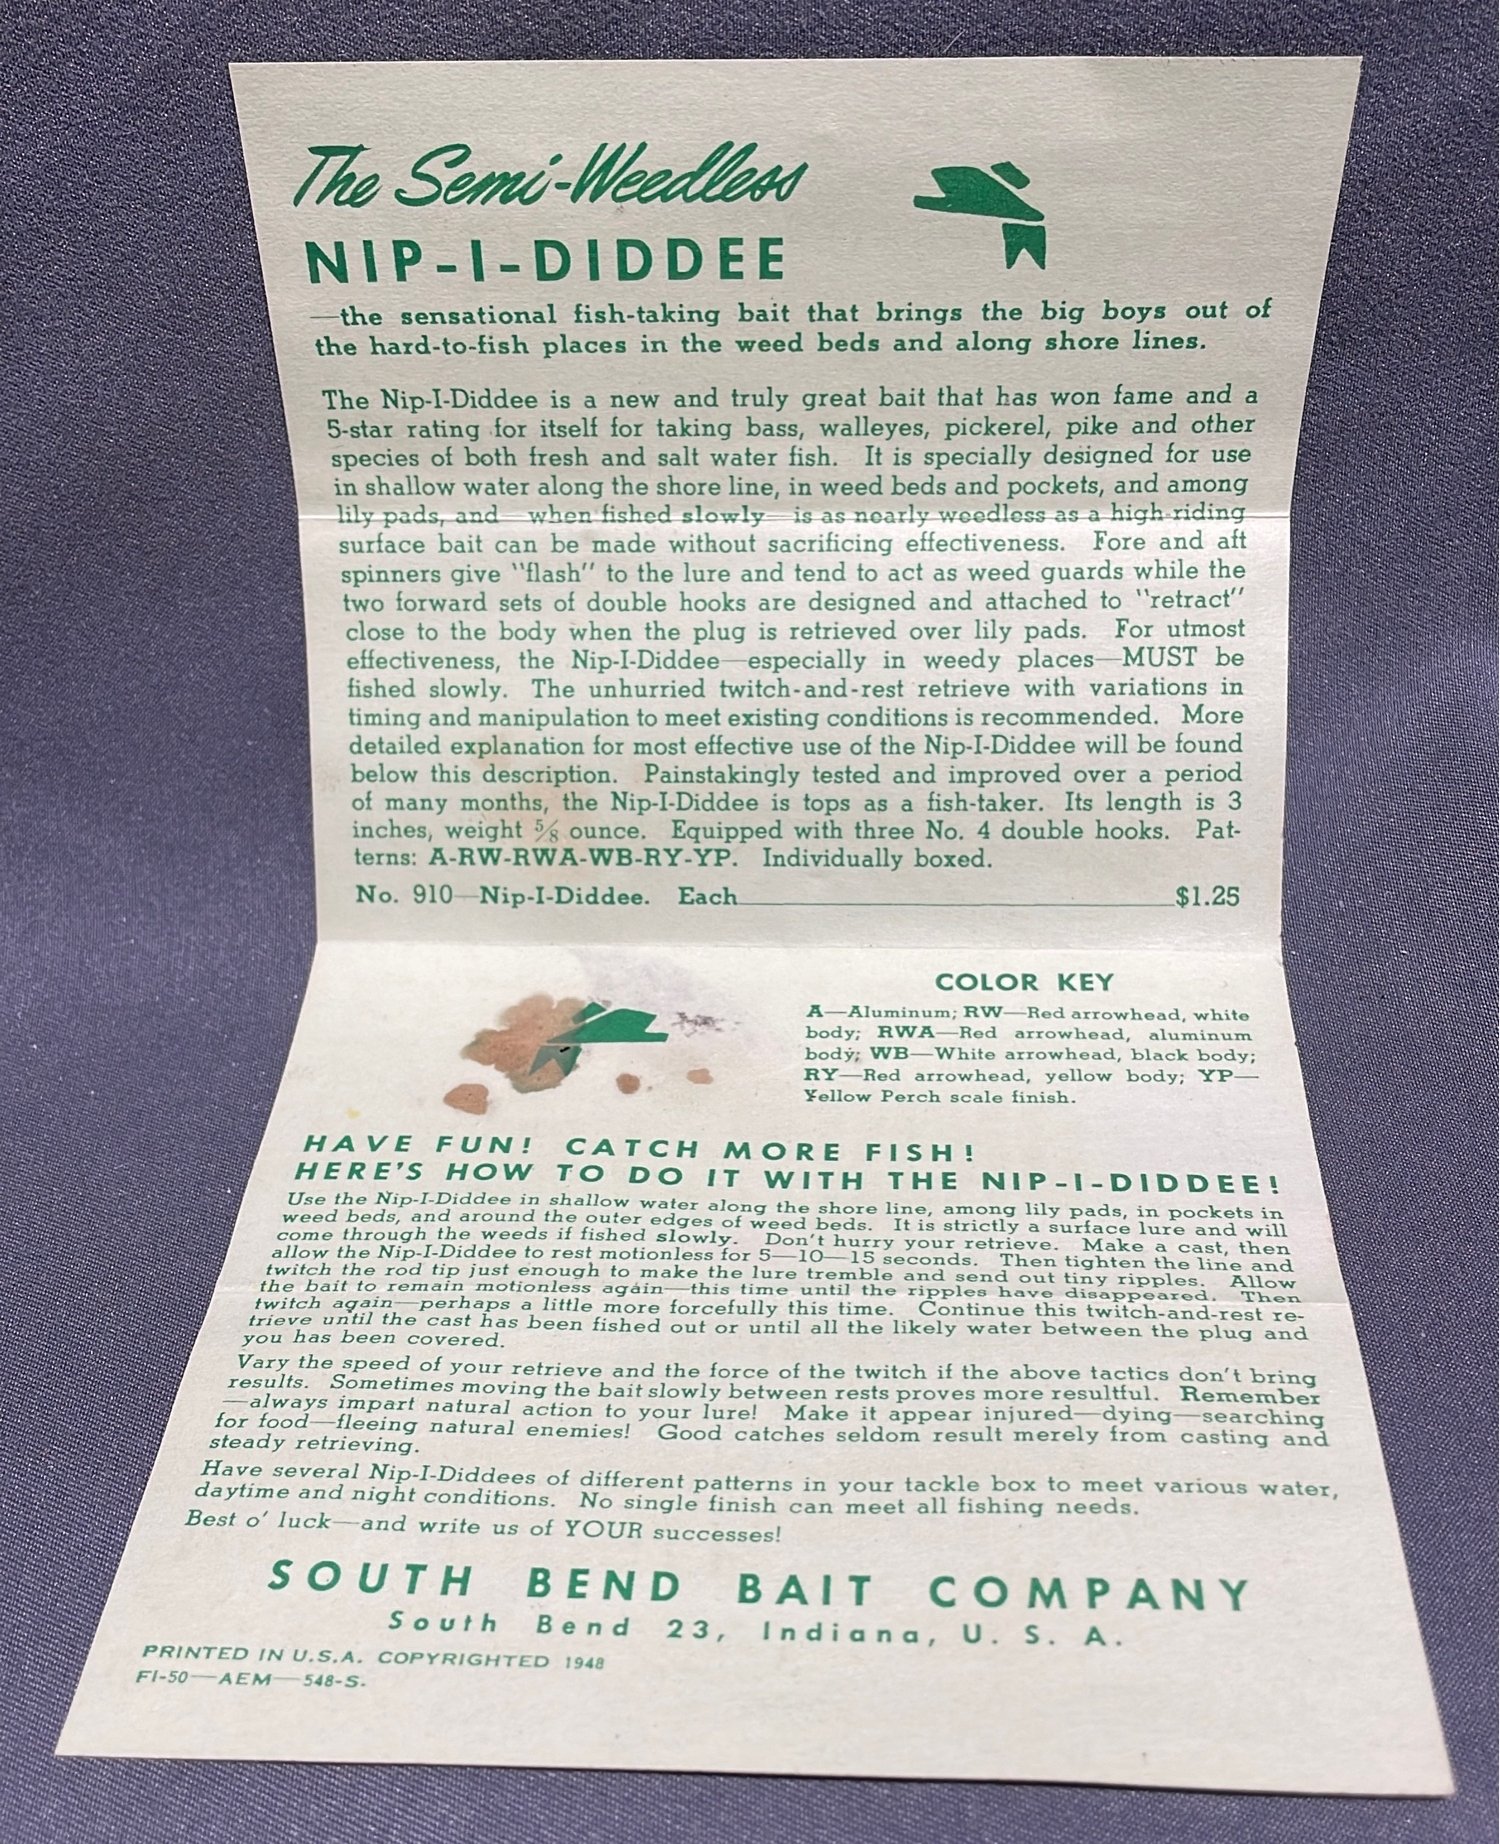 The Semi-Weedless
NIP-I-DIDDEE
—the sensational fish-taking bait that brings the big boys out of
the hard-to-fish places in the weed beds and along shore lines.
The Nip-I-Diddee is a new and truly great bait that has won fame and a
5-star rating for itself for taking bass, walleyes, pickerel, pike and other
species of both fresh and salt water fish. It is specially designed for use
in shallow water along the shore line, in weed beds and pockets, and among
lily pads, and—when fished slowly—is as nearly weedless as a high-riding
surface bait can be made without sacrificing effectiveness. Fore and aft
spinners give "flash" to the lure and tend to act as weed guards while the
two forward sets of double hooks are designed and attached to "retract"
close to the body when the plug is retrieved over lily pads. For utmost
effectiveness, the Nip-I-Diddee—especially in weedy places—MUST be
fished slowly. The unhurried twitch-and-rest retrieve with variations in
timing and manipulation to meet existing conditions is recommended. More
detailed explanation for most effective use of the Nip-I-Diddee will be found
below this description. Painstakingly tested and improved over a period
of many months, the Nip-I-Diddee is tops as a fish-taker. Its length is 3
inches, weight 5/8 ounce. Equipped with three No. 4 double hooks. Pat-
terns: A-RW-RWA-WB-RY-YP. Individually boxed.
No. 910—Nip-I-Diddee. Each $1.25
COLOR KEY
A—Aluminum; RW—Red arrowhead, white
body; RWA—Red arrowhead, aluminum
body; WB—White arrowhead, black body;
RY—Red arrowhead, yellow body; YP—
Yellow Perch scale finish.
HAVE FUN! CATCH MORE FISH!
HERE'S HOW TO DO IT WITH THE NIP-I-DIDDEE!
Use the Nip-I-Diddee in shallow water along the shore line, among lily pads, in pockets in
weed beds, and around the outer edges of weed beds. It is strictly a surface lure and will
come through the weeds if fished slowly. Don't hurry your retrieve. Make a cast, then
allow the Nip-I-Diddee to rest motionless for 5—10—15 seconds. Then tighten the line and
twitch the rod tip just enough to make the lure tremble and send out tiny ripples. Allow
the bait to remain motionless again—this time until the ripples have disappeared. Then
twitch again—perhaps a little more forcefully this time. Continue this twitch-and-rest re-
trieve until the cast has been fished out or until all the likely water between the plug and
you has been covered.
Vary the speed of your retrieve and the force of the twitch if the above tactics don't bring
results. Sometimes moving the bait slowly between rests proves more resultful. Remember
—always impart natural action to your lure! Make it appear injured—dying—searching
for food—fleeing natural enemies! Good catches seldom result merely from casting and
steady retrieving.
Have several Nip-I-Diddees of different patterns in your tackle box to meet various water,
daytime and night conditions. No single finish can meet all fishing needs.
Best o' luck—and write us of YOUR successes!
SOUTH BEND BAIT COMPANY
South Bend 23, Indiana, U. S. A.
PRINTED IN U.S.A. COPYRIGHTED 1948
FI-50—AEM—548-S.